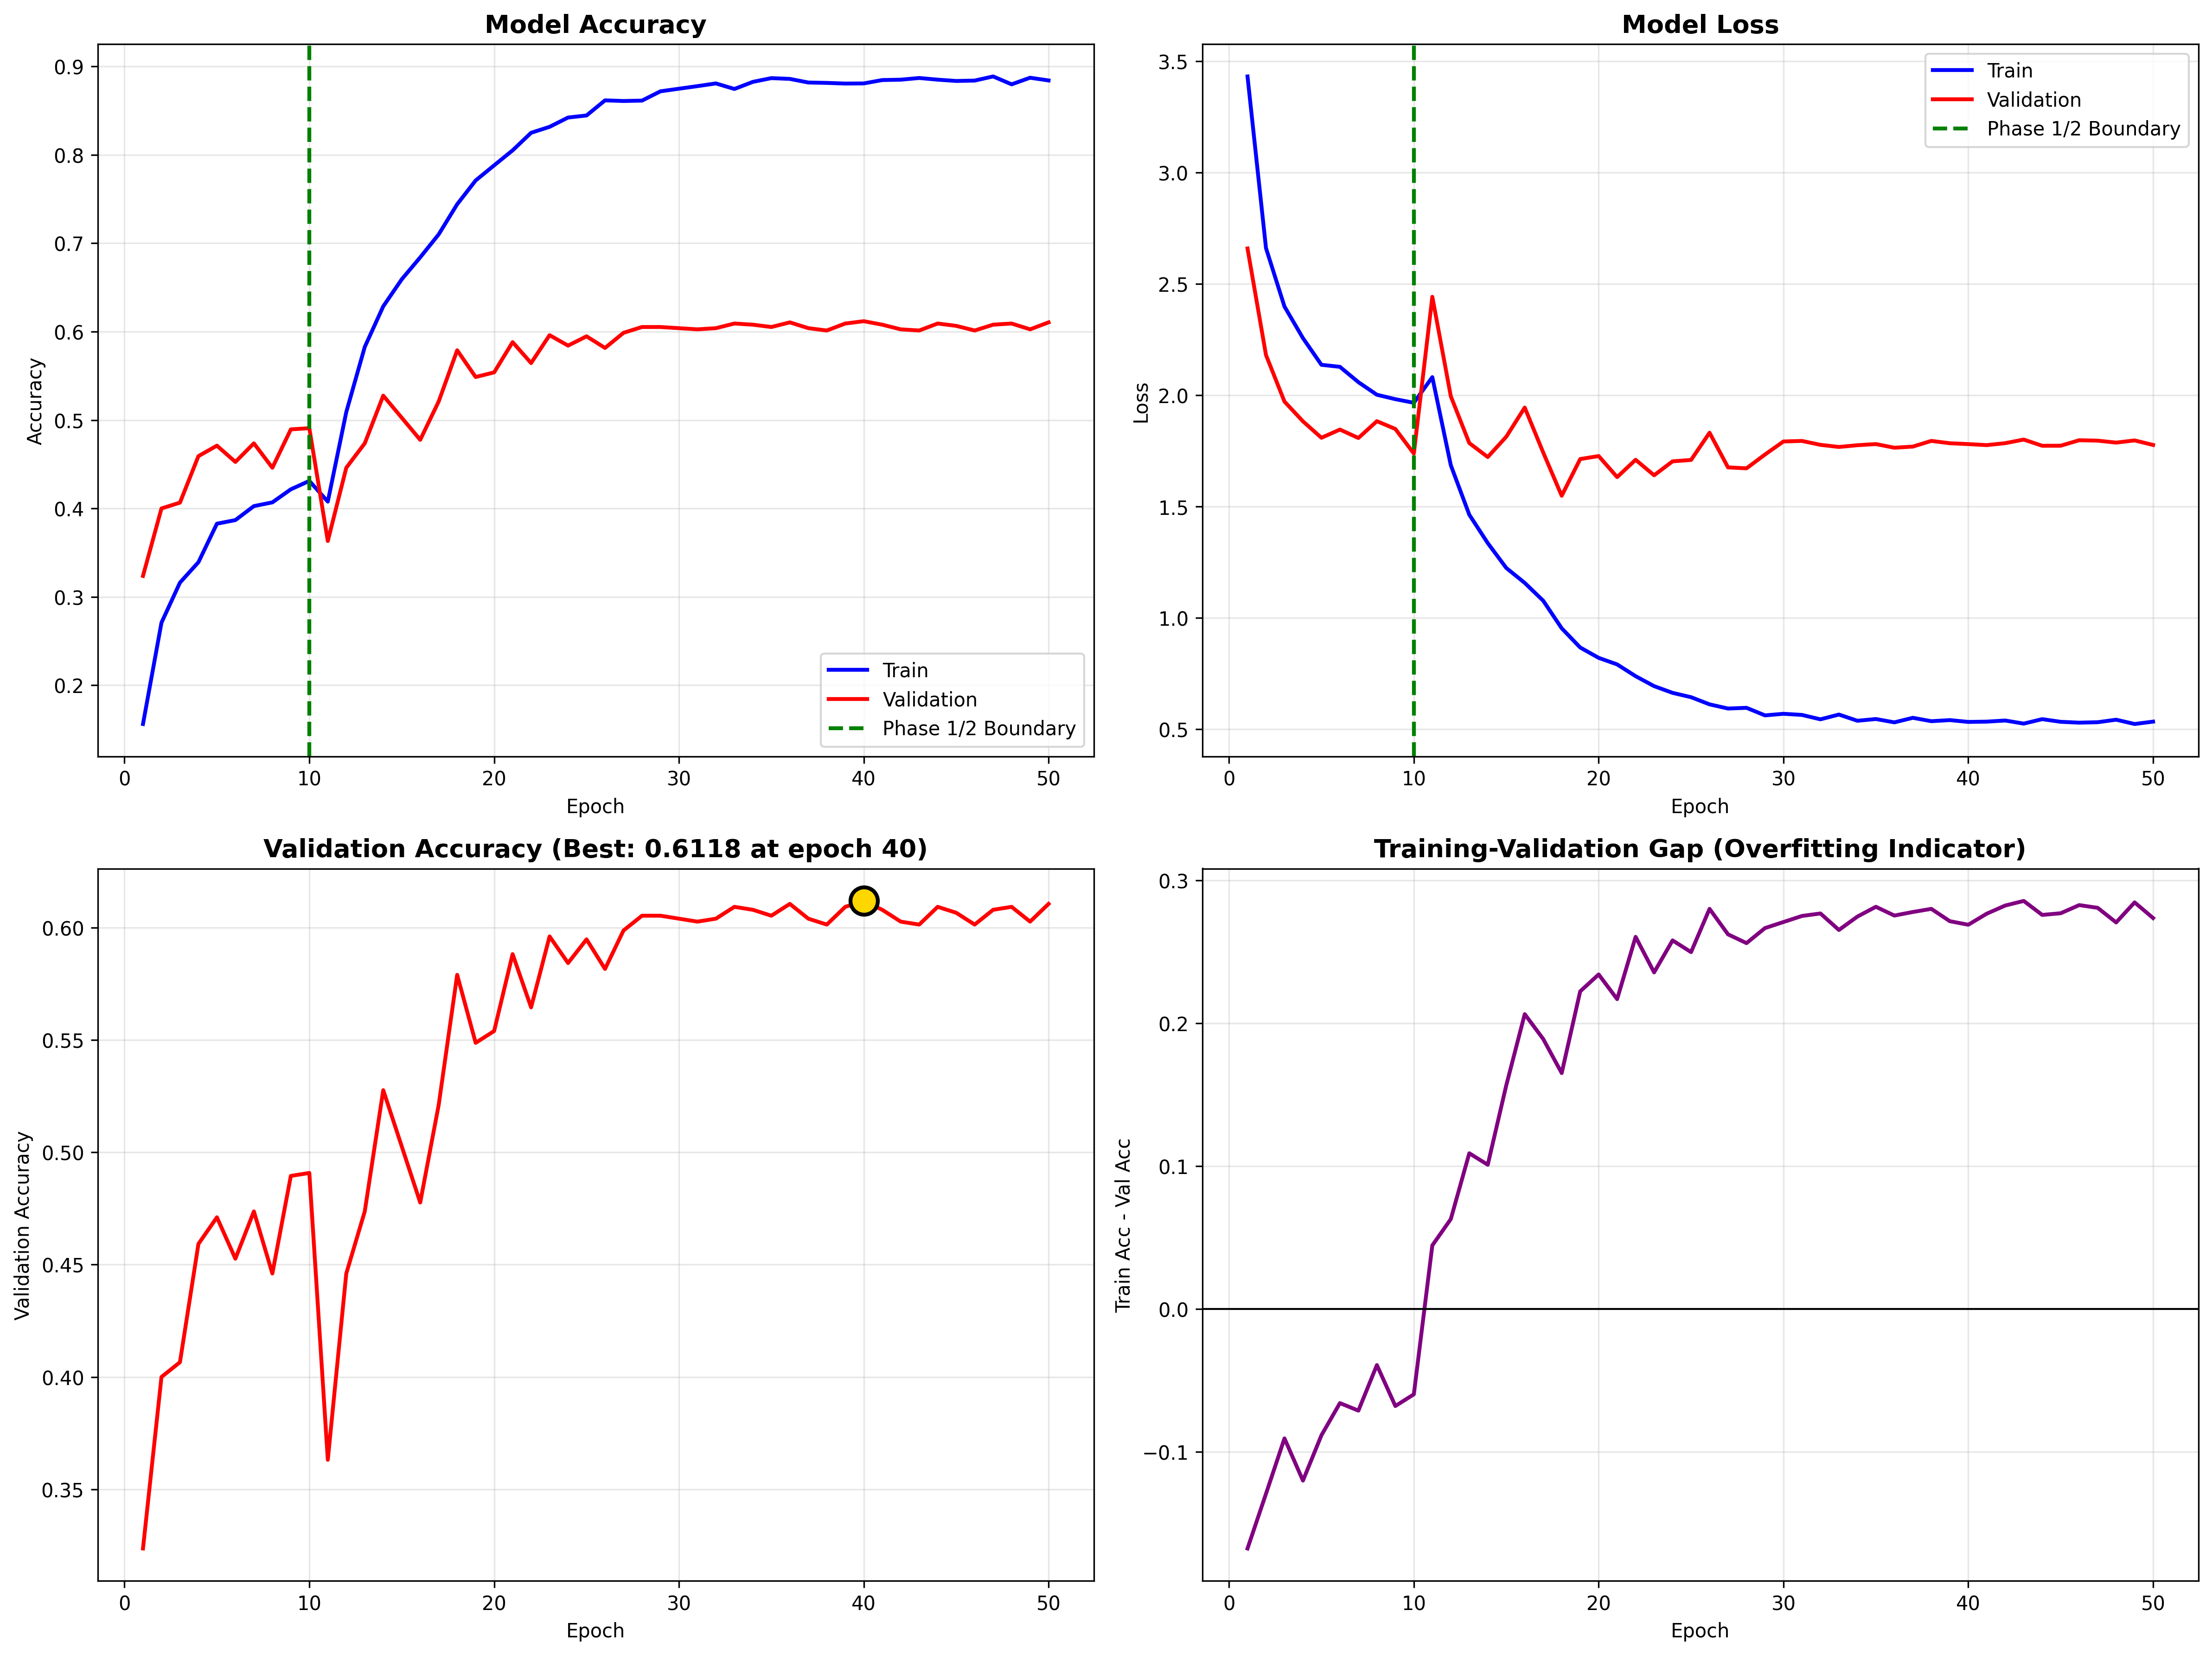 Model Accuracy
Accuracy
0.9
0.8
0.7
0.6
0.5
0.4
0.3
0.2
Train
Validation
Phase 1/2 Boundary
0 10 20 30 40 50
Epoch
Model Loss
Loss
3.5
3.0
2.5
2.0
1.5
1.0
0.5
Train
Validation
Phase 1/2 Boundary
0 10 20 30 40 50
Epoch
Validation Accuracy (Best: 0.6118 at epoch 40)
Validation Accuracy
0.60
0.55
0.50
0.45
0.40
0.35
0 10 20 30 40 50
Epoch
Training-Validation Gap (Overfitting Indicator)
Train Acc - Val Acc
0.3
0.2
0.1
0.0
−0.1
0 10 20 30 40 50
Epoch